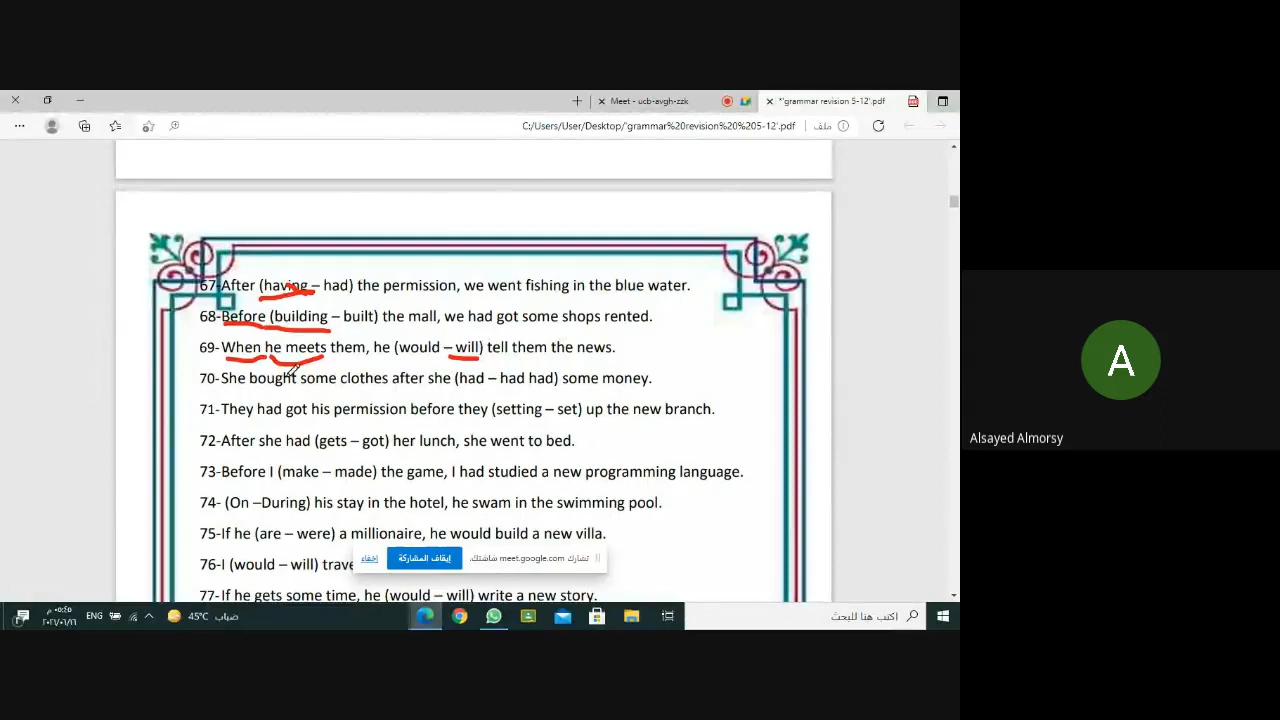 Meet - ucb-avgh-zzk
*'grammar revision 5-12'.pdf
C:/Users/User/Desktop/'grammar%20revision%20%205-12'.pdf
ملف
67-After (having – had) the permission, we went fishing in the blue water.
68-Before (building – built) the mall, we had got some shops rented.
69-When he meets them, he (would – will) tell them the news.
70-She bought some clothes after she (had – had had) some money.
71-They had got his permission before they (setting – set) up the new branch.
72-After she had (gets – got) her lunch, she went to bed.
73-Before I (make – made) the game, I had studied a new programming language.
74- (On –During) his stay in the hotel, he swam in the swimming pool.
75-If he (are – were) a millionaire, he would build a new villa.
76-I (would – will) trave
77-If he gets some time, he (would – will) write a new story.
تشارك meet.google.com شاشتك.
إيقاف المشاركة
إخفاء
A
Alsayed Almorsy
٠٥:٤٥ م
ENG
45°C ضباب
اكتب هنا للبحث